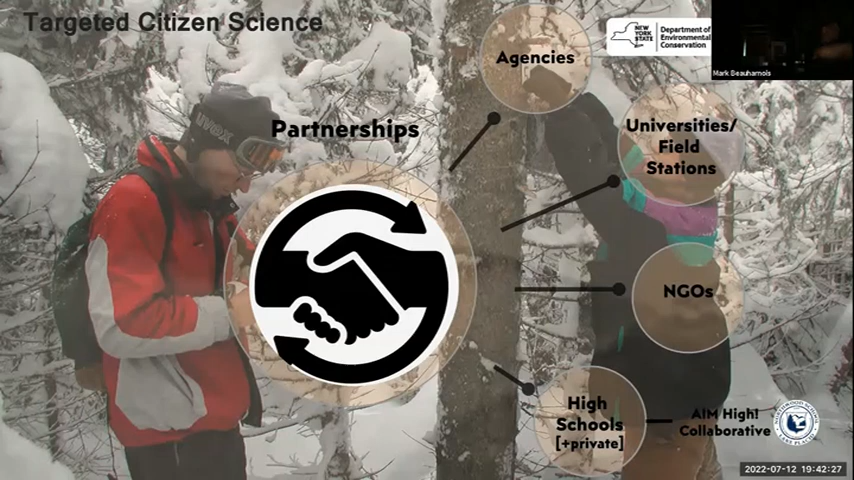 Targeted Citizen Science
Agencies
NEW
YORK
STATE
Department of
Environmental
Conservation
Mark Beauharnois
uvex
Partnerships
Universities/
Field
Stations
NGOs
High
Schools
[+private]
AIM High!
Collaborative
2022-07-12 19:42:27